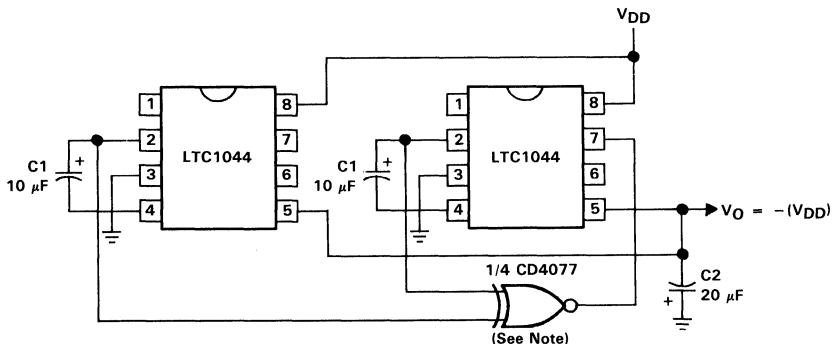 VDD
1
2
3
4
LTC1044
8
7
6
5
C1
+
10 µF
1
2
3
4
LTC1044
8
7
6
5
C1
+
10 µF
VO = −(VDD)
1/4 CD4077
(See Note)
C2
+
20 µF